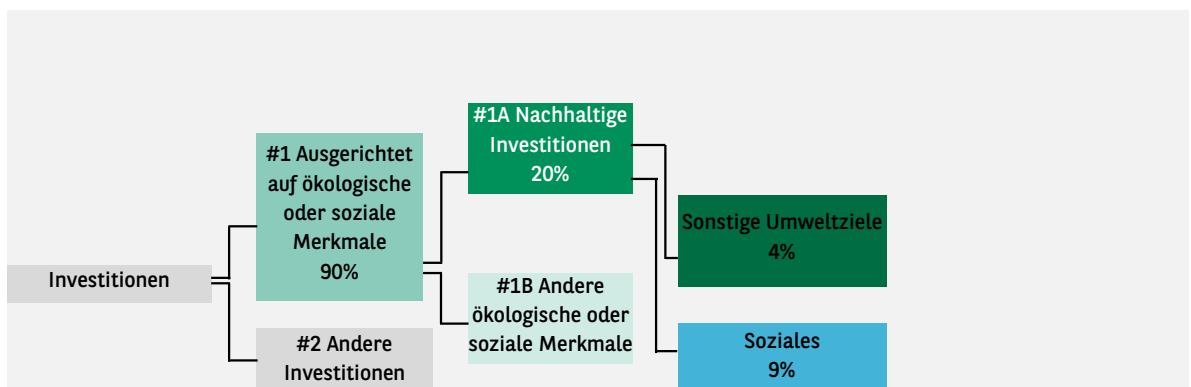 Investitionen
#1 Ausgerichtet
auf ökologische
oder soziale
Merkmale
90%
#2 Andere
Investitionen
#1A Nachhaltige
Investitionen
20%
#1B Andere
ökologische oder
soziale Merkmale
Sonstige Umweltziele
4%
Soziales
9%